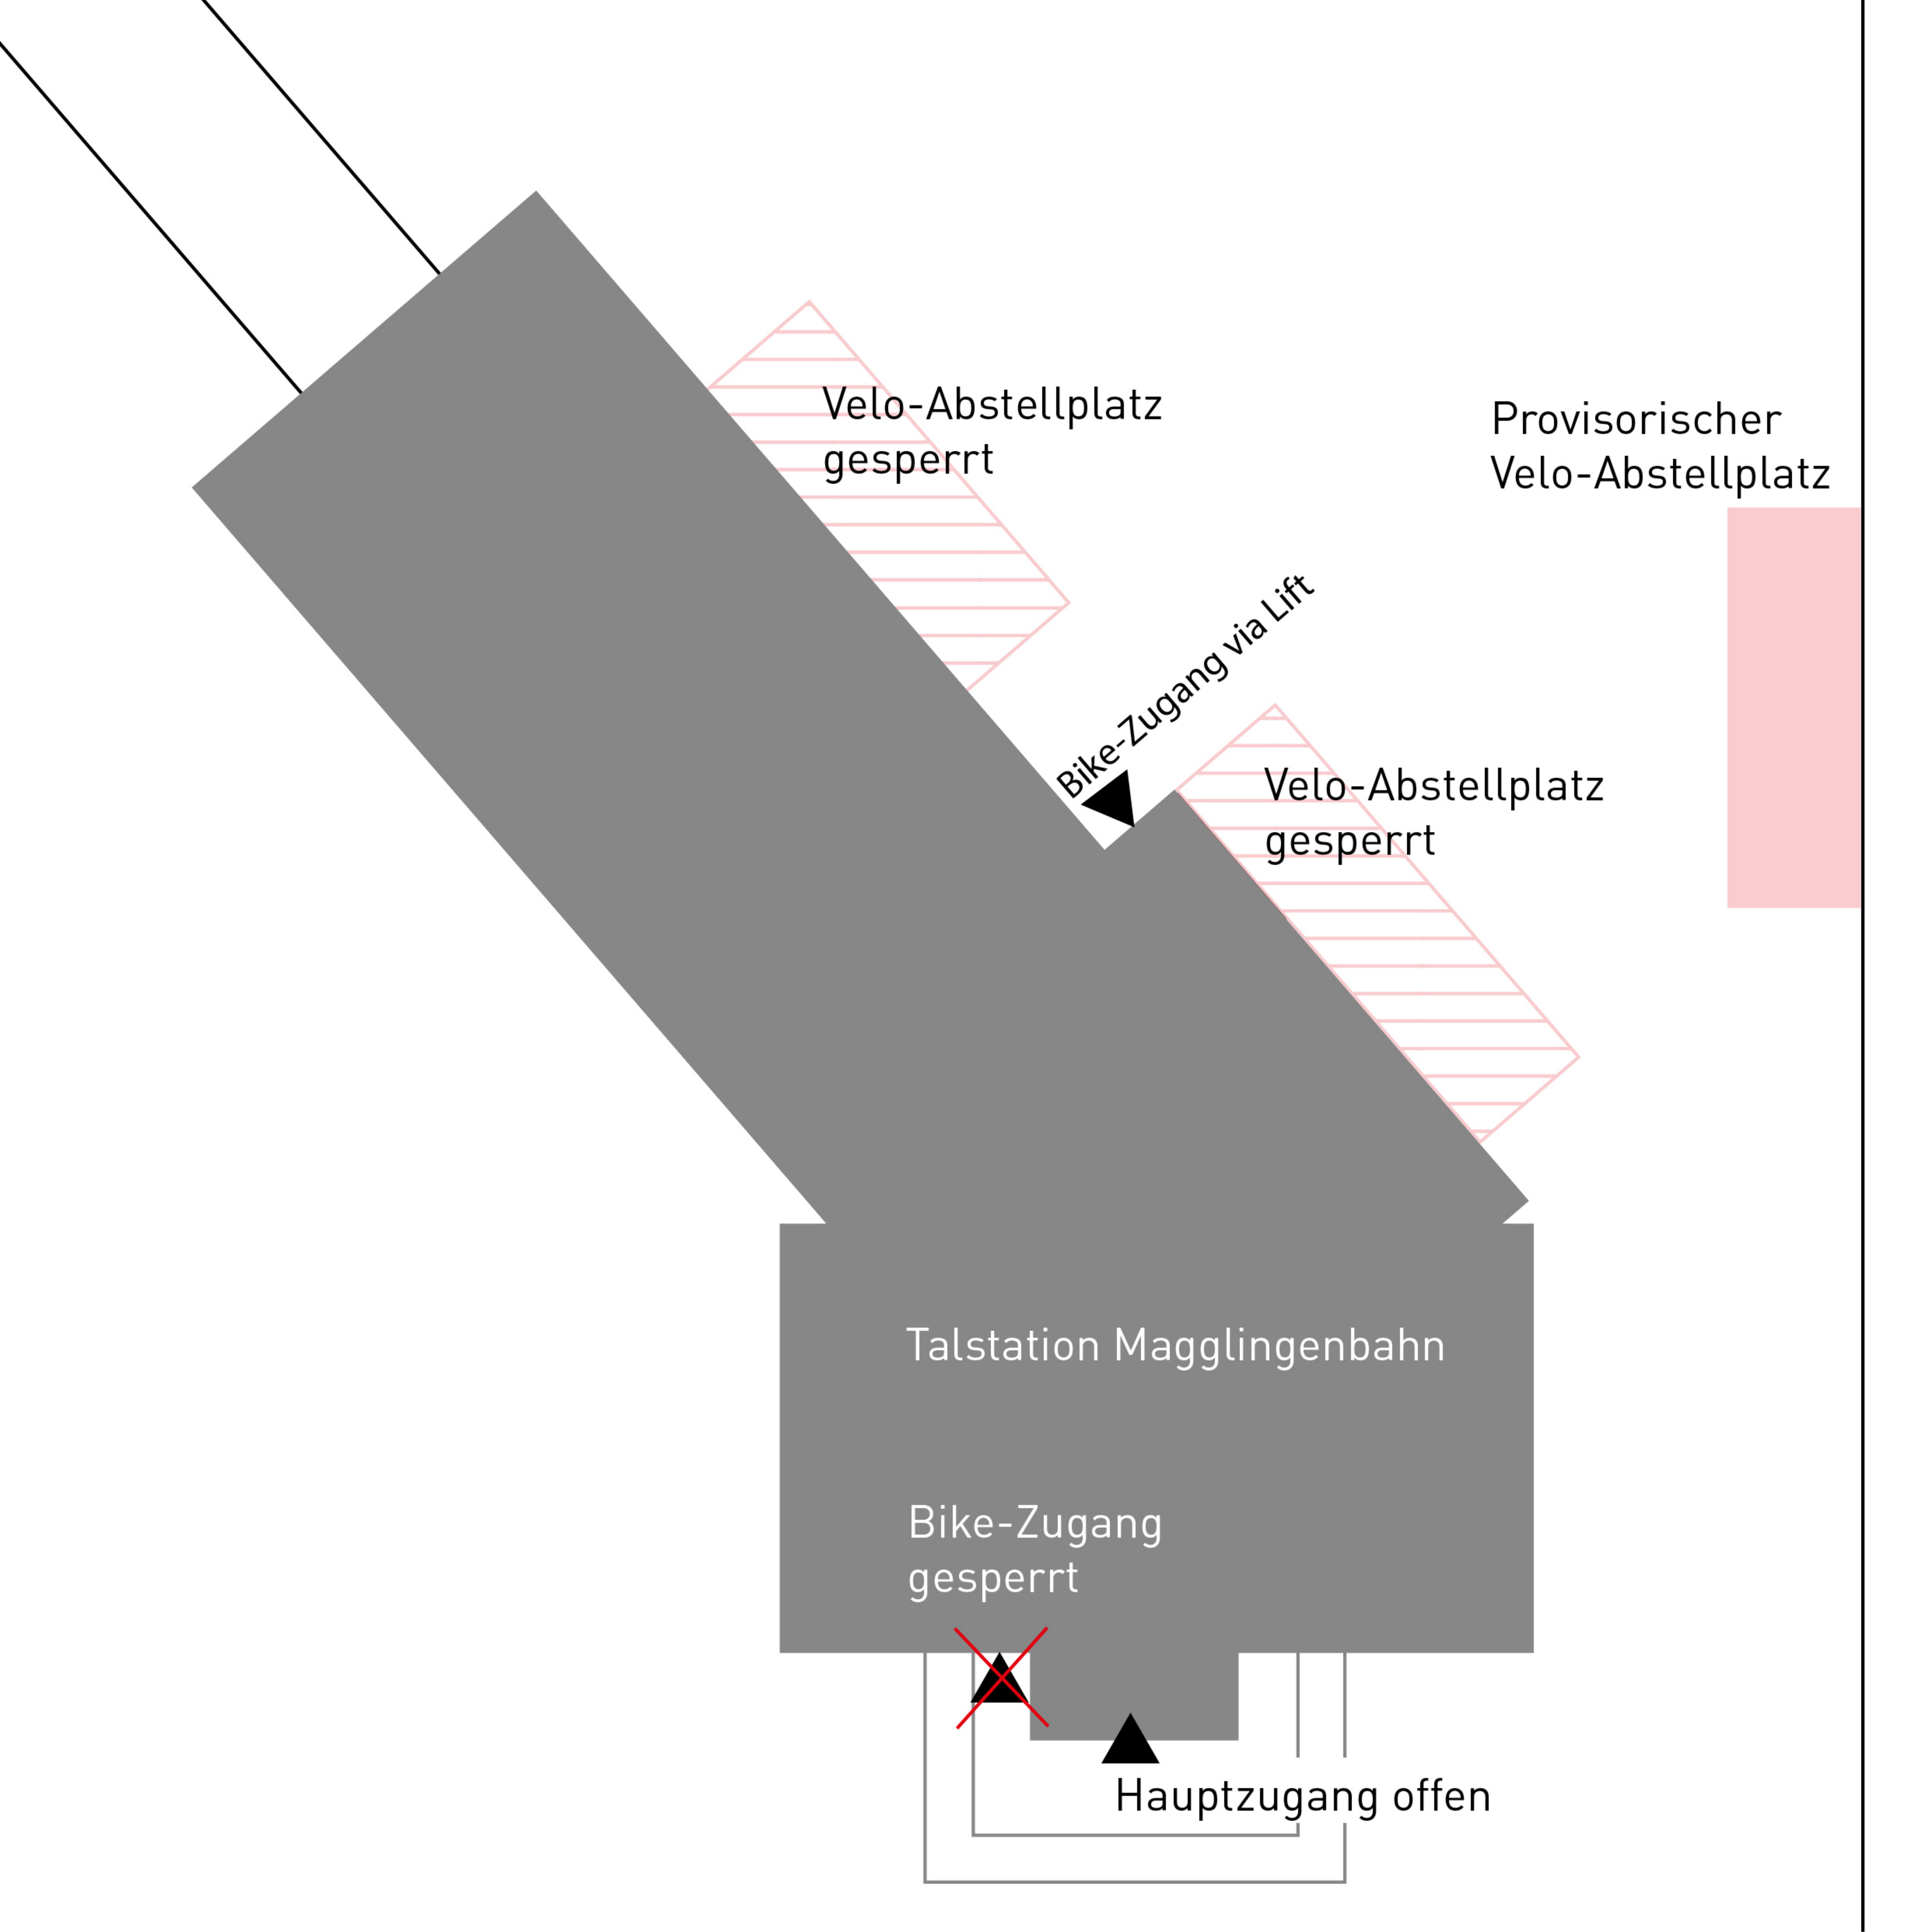 Velo-Abstellplatz
gesperrt
Provisorischer
Velo-Abstellplatz
Bike-Zugang via Lift
Velo-Abstellplatz
gesperrt
Talstation Magglingenbahn
Bike-Zugang
gesperrt
Hauptzugang offen